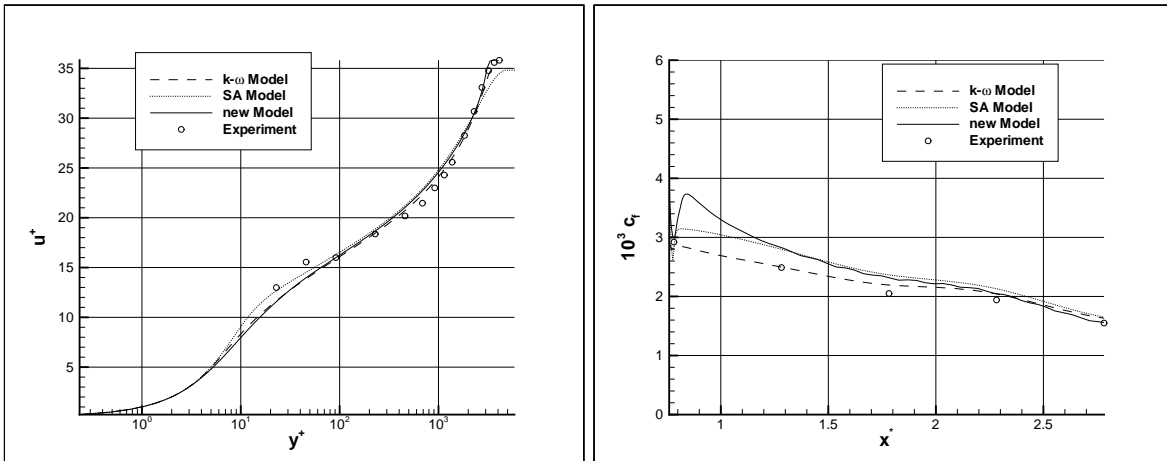 35
30
25
20
15
10
5
u+
10^0
10^1
10^2
10^3
y+
k-ω Model
SA Model
new Model
Experiment
6
5
4
3
2
1
0
10^3 c_f
1
1.5
2
2.5
x*
k-ω Model
SA Model
new Model
Experiment